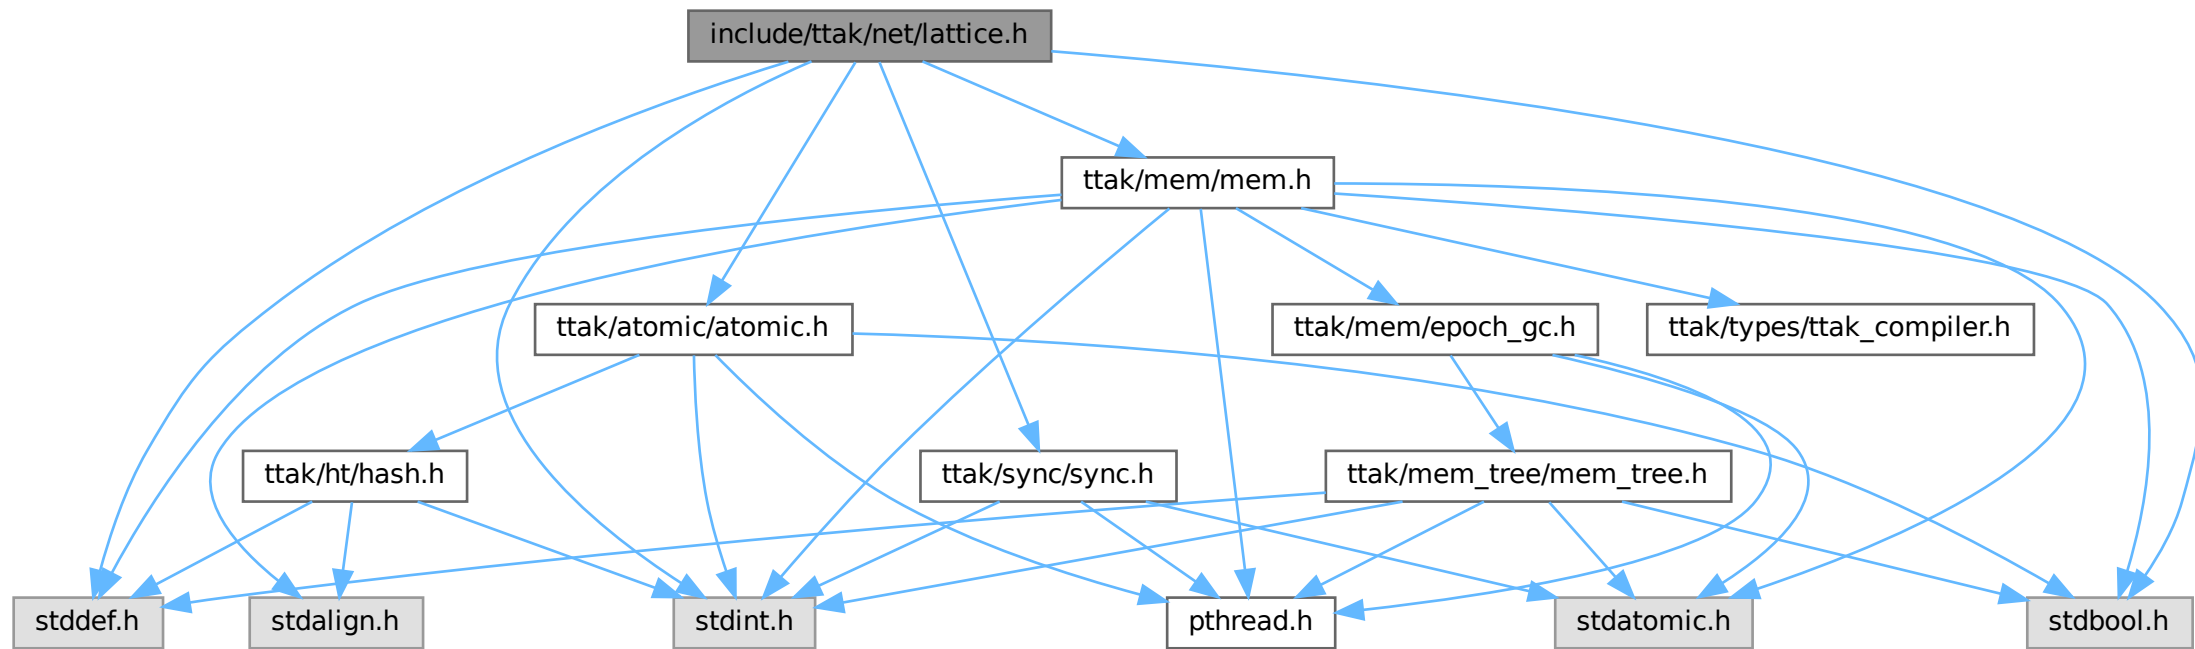 include/ttak/net/lattice.h
ttak/mem/mem.h
ttak/atomic/atomic.h
ttak/mem/epoch_gc.h
ttak/types/ttak_compiler.h
ttak/ht/hash.h
ttak/sync/sync.h
ttak/mem_tree/mem_tree.h
stddef.h
stdalign.h
stdint.h
pthread.h
stdatomic.h
stdbool.h